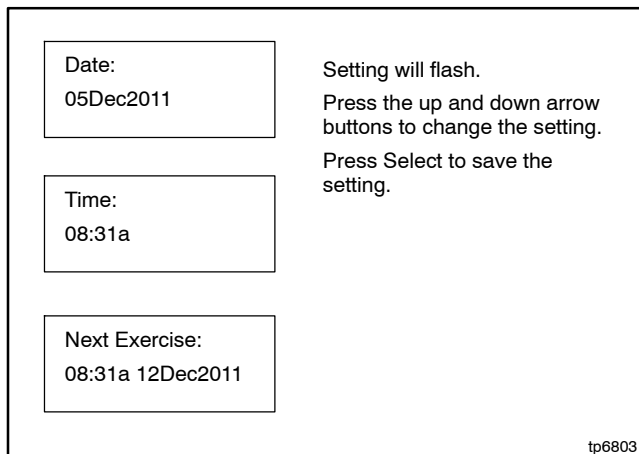 Date:
05Dec2011
Time:
08:31a
Next Exercise:
08:31a 12Dec2011
Setting will flash.
Press the up and down arrow
buttons to change the setting.
Press Select to save the
setting.
tp6803